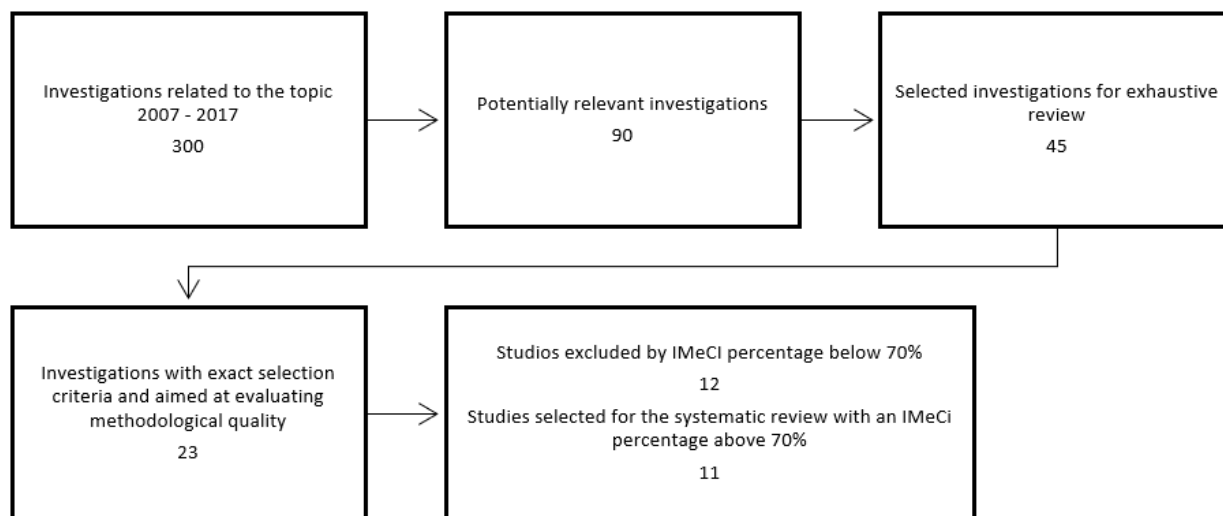 Investigations related to the topic
2007 - 2017
300
Potentially relevant investigations
90
Selected investigations for exhaustive
review
45
Investigations with exact selection
criteria and aimed at evaluating
methodological quality
23
Studios excluded by IMeCI percentage below 70%
12
Studies selected for the systematic review with an IMeCi
percentage above 70%
11